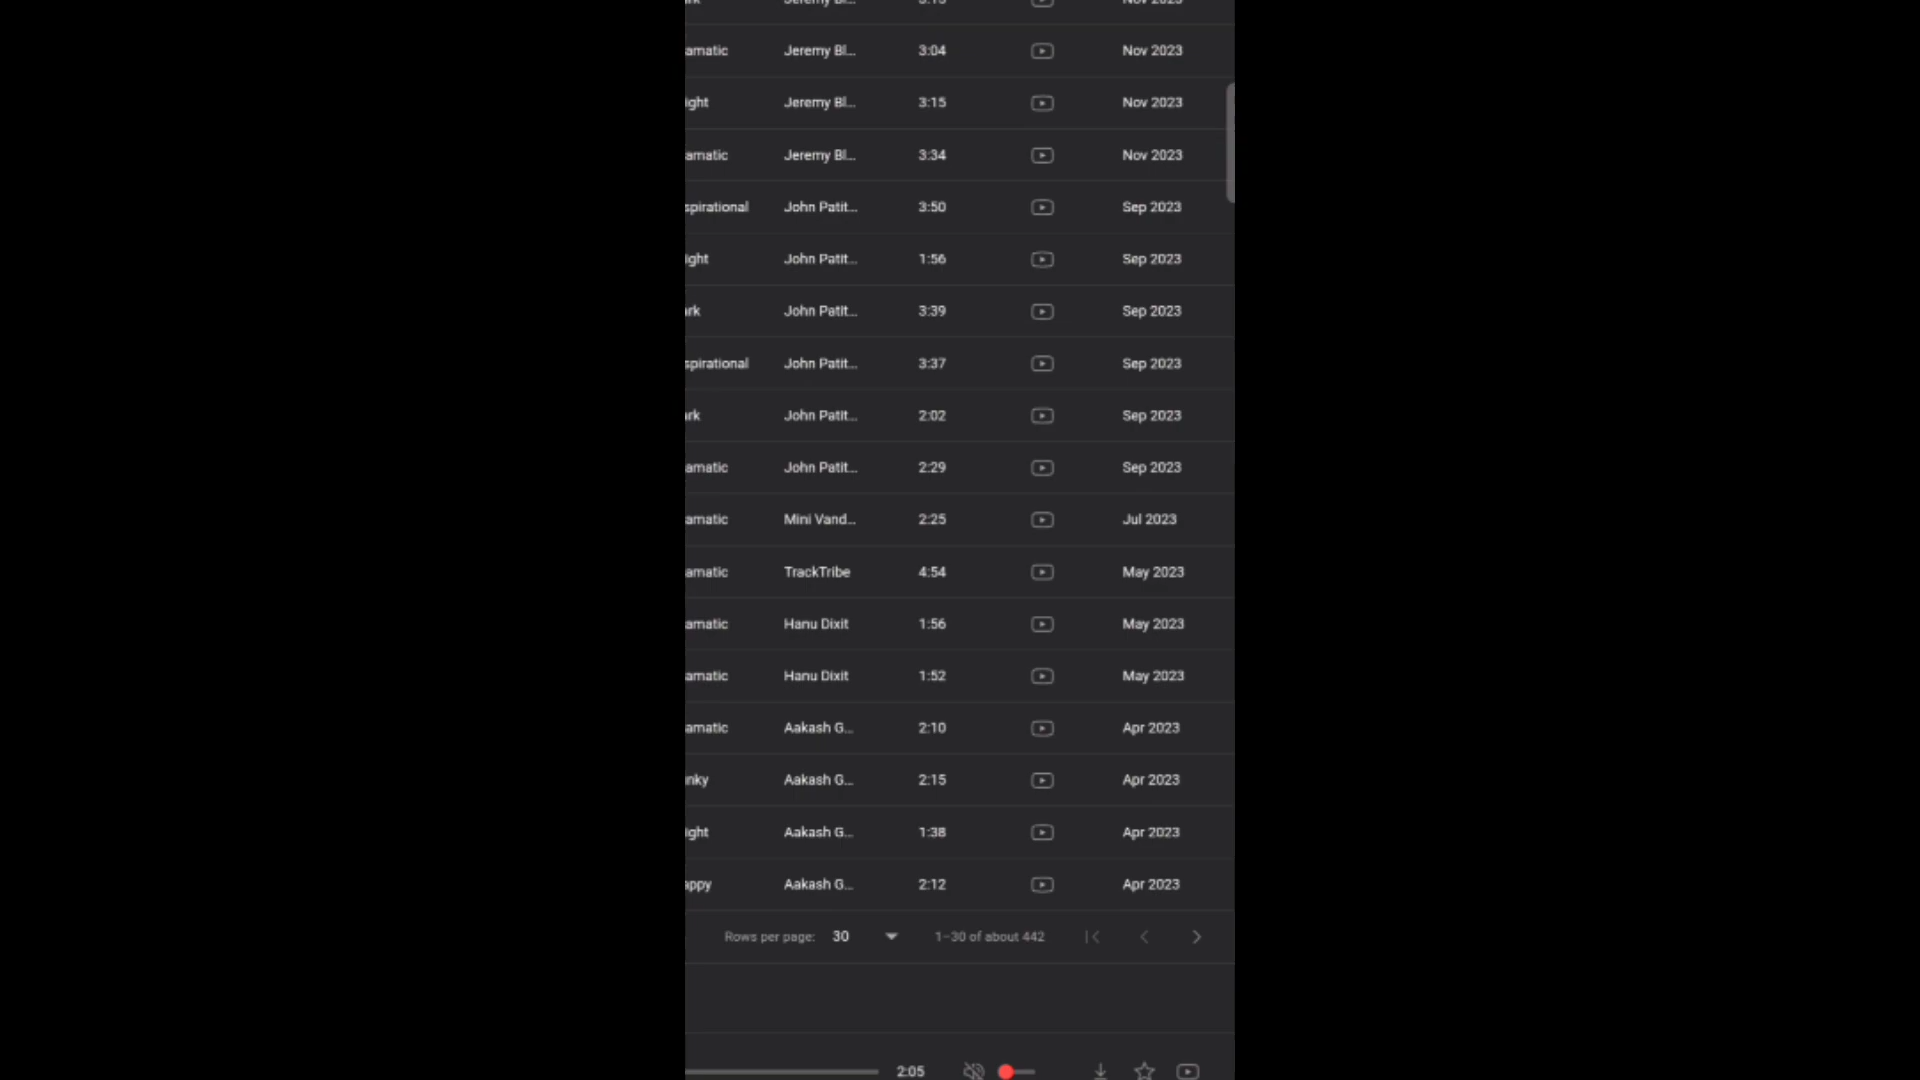 amatic Jeremy Bl... 3:04 Nov 2023
ight Jeremy Bl... 3:15 Nov 2023
amatic Jeremy Bl... 3:34 Nov 2023
spirational John Patit... 3:50 Sep 2023
ight John Patit... 1:56 Sep 2023
ark John Patit... 3:39 Sep 2023
spirational John Patit... 3:37 Sep 2023
ark John Patit... 2:02 Sep 2023
amatic John Patit... 2:29 Sep 2023
amatic Mini Vand... 2:25 Jul 2023
amatic TrackTribe 4:54 May 2023
amatic Hanu Dixit 1:56 May 2023
amatic Hanu Dixit 1:52 May 2023
amatic Aakash G... 2:10 Apr 2023
nky Aakash G... 2:15 Apr 2023
ight Aakash G... 1:38 Apr 2023
appy Aakash G... 2:12 Apr 2023
Rows per page: 30 1–30 of about 442
2:05